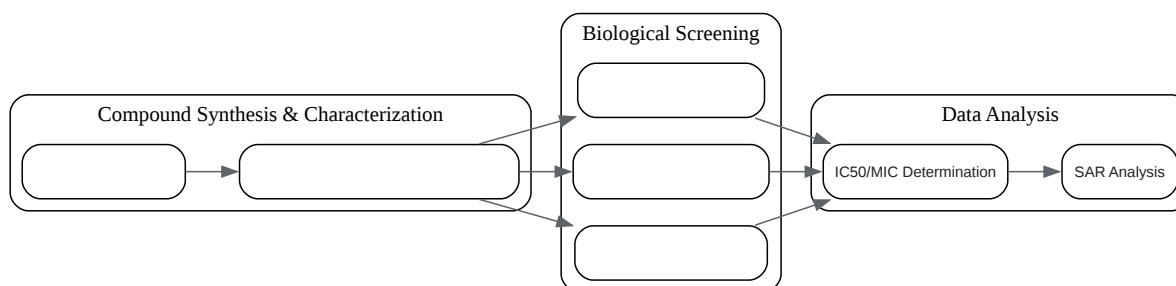 Biological Screening
Compound Synthesis & Characterization
Data Analysis
IC50/MIC Determination
SAR Analysis